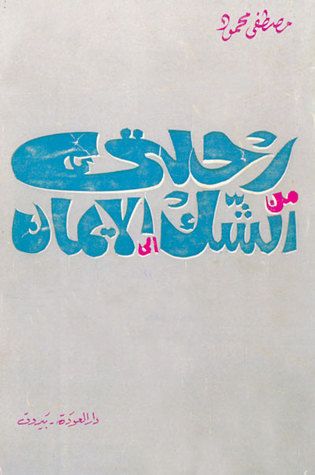 مصطفى محمود
رحلتي
من الشك إلى الإيمان
دار العودة - بيروت